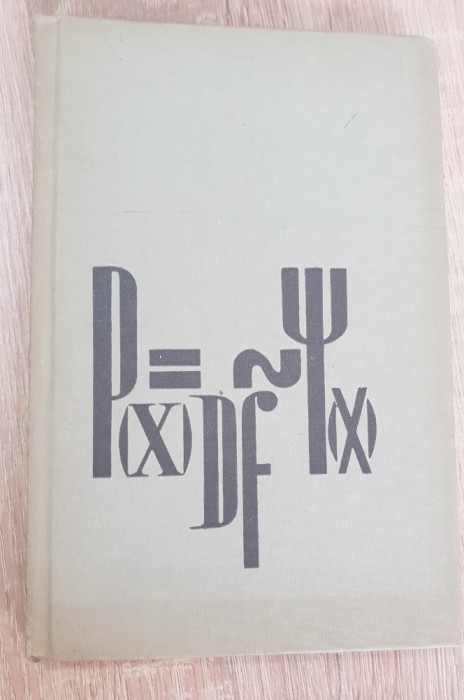 P(x) =Df ~Ψ(x)